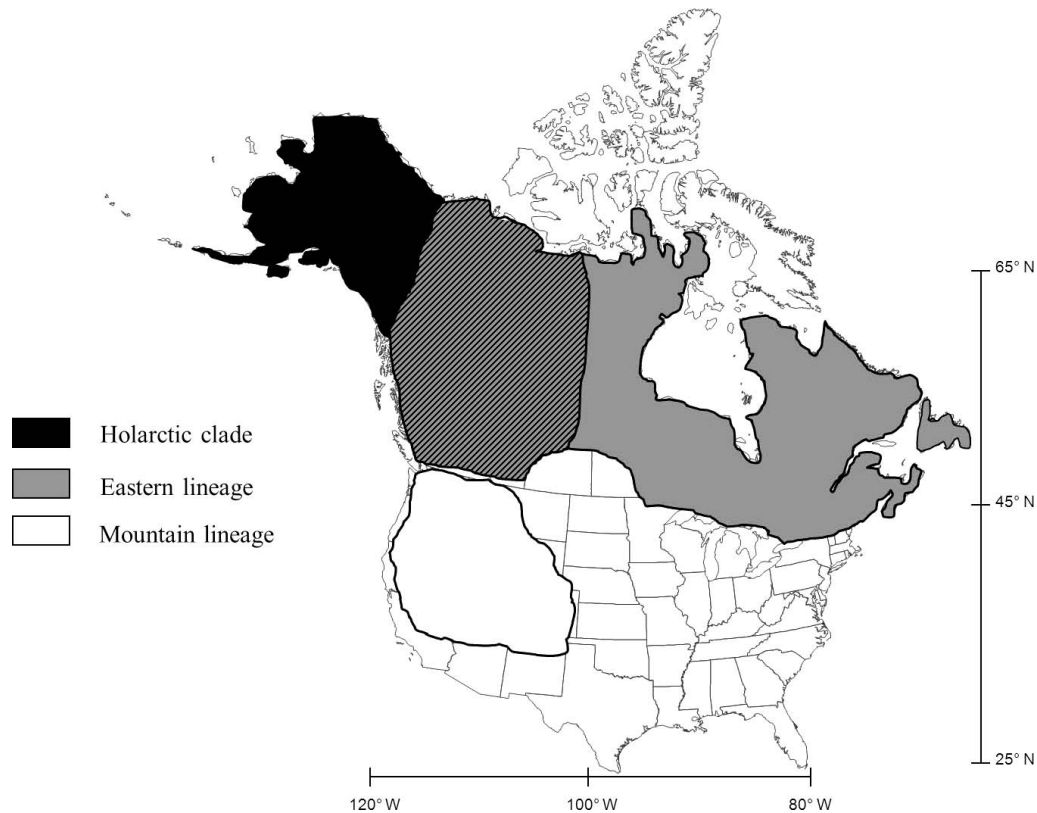 Holarctic clade
Eastern lineage
Mountain lineage
65° N
45° N
25° N
120° W
100° W
80° W